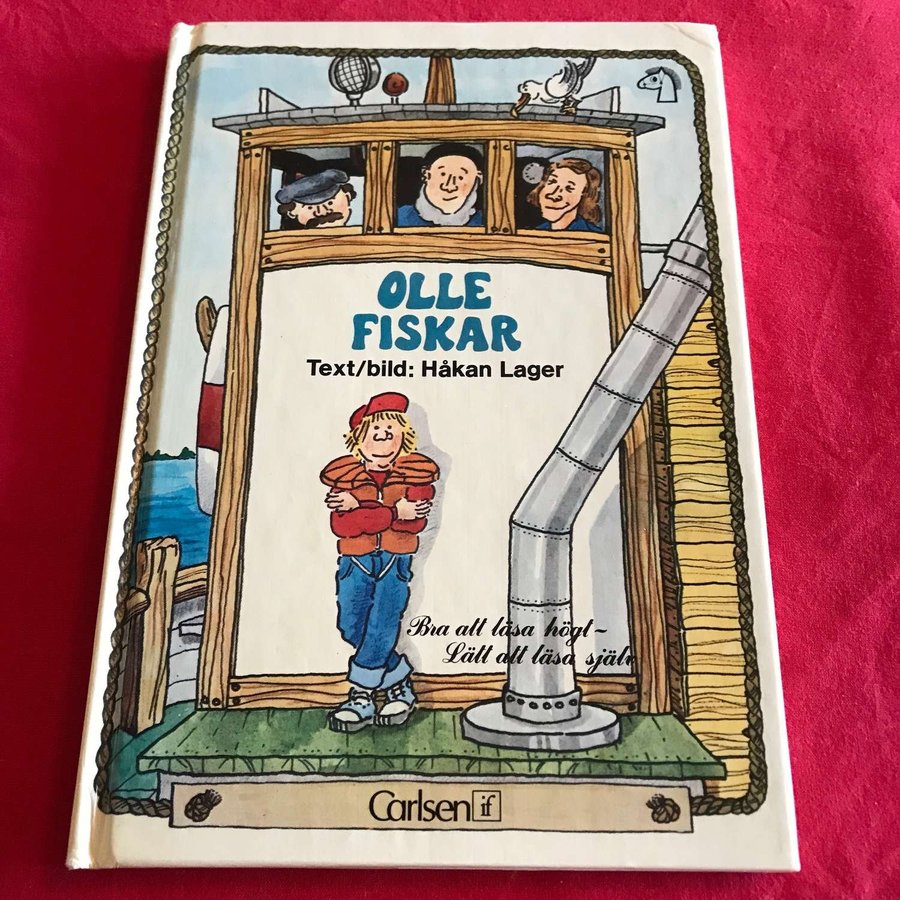 OLLE
FISKAR
Text/bild: Håkan Lager
Bra att läsa högt~
Lätt att läsa själv
Carlsen if